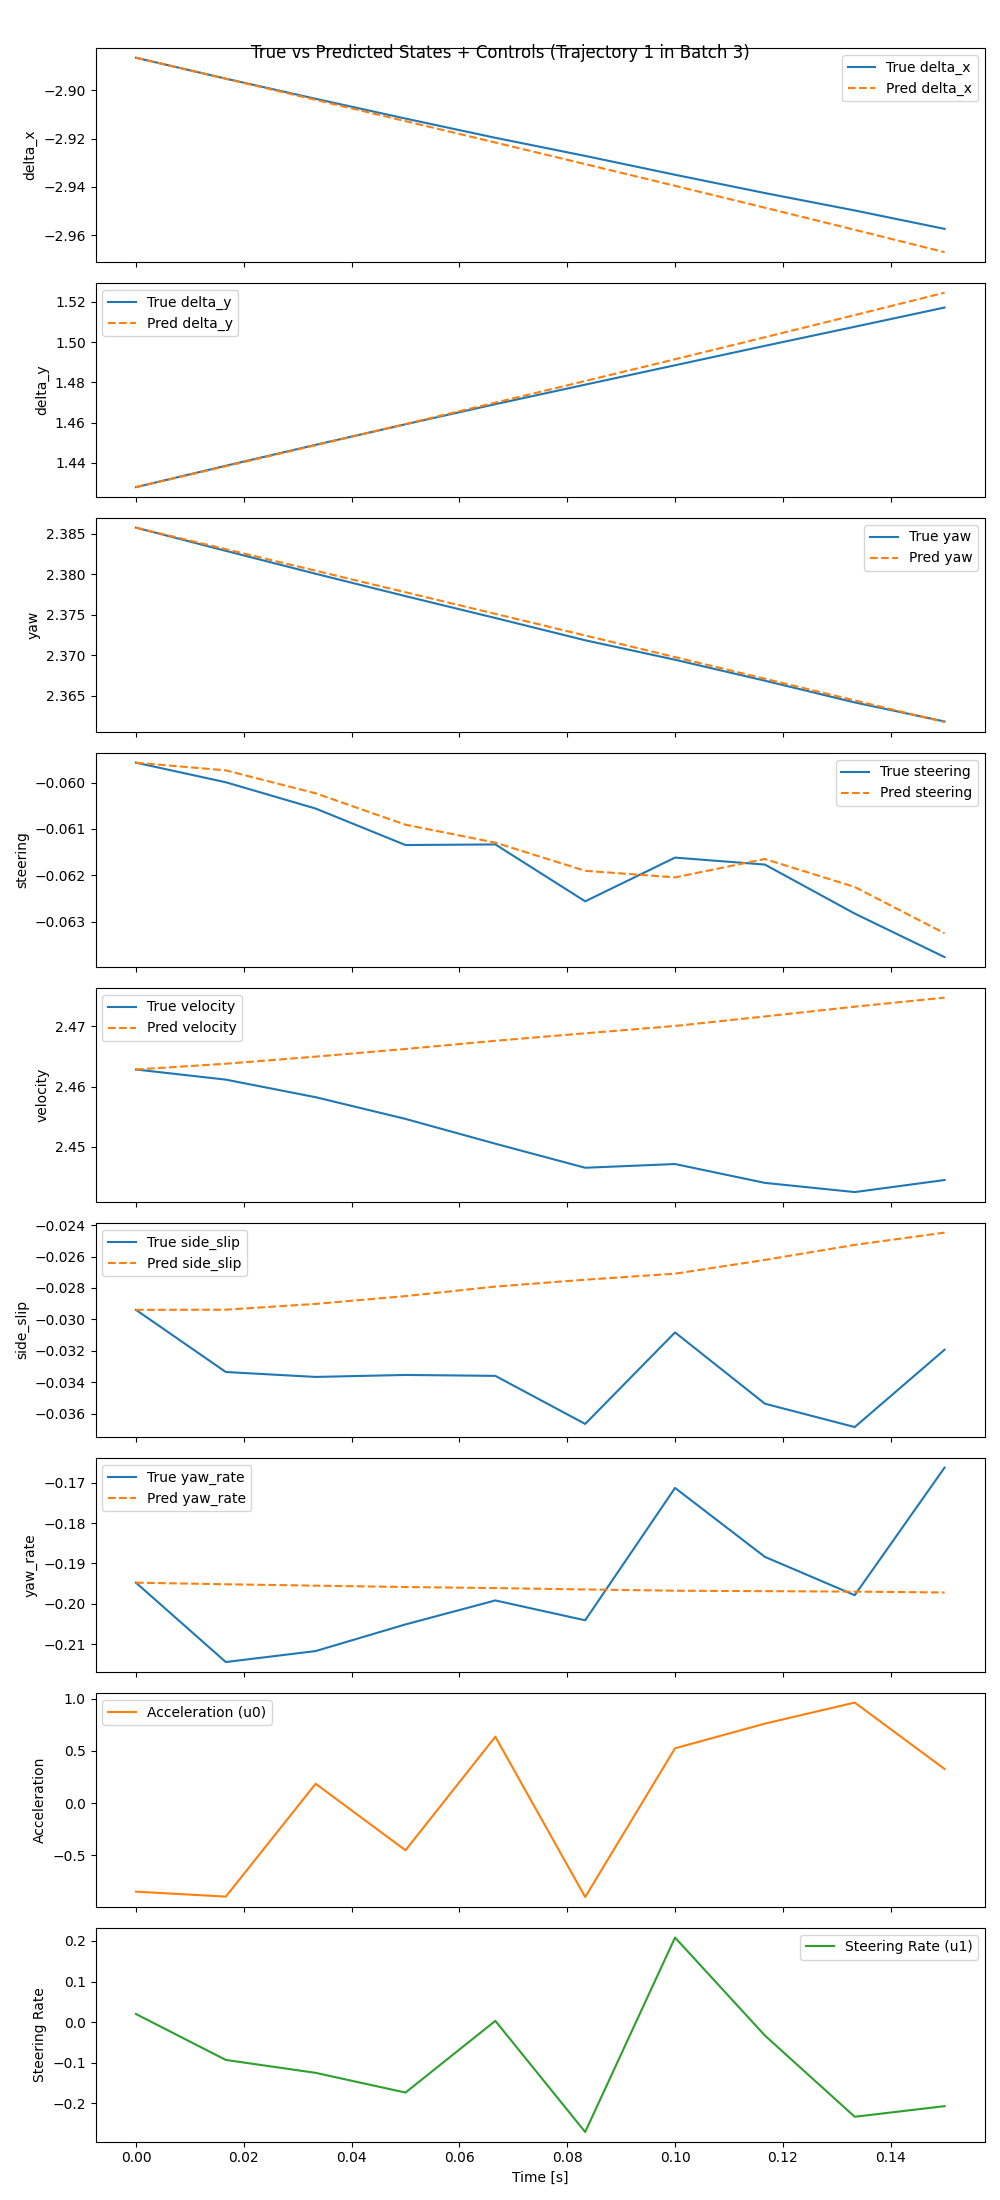 True vs Predicted States + Controls (Trajectory 1 in Batch 3)
True delta_x
Pred delta_x
−2.90
−2.92
−2.94
−2.96
delta_x
True delta_y
Pred delta_y
1.52
1.50
1.48
1.46
1.44
delta_y
True yaw
Pred yaw
2.385
2.380
2.375
2.370
2.365
yaw
True steering
Pred steering
−0.060
−0.061
−0.062
−0.063
steering
True velocity
Pred velocity
2.47
2.46
2.45
velocity
True side_slip
Pred side_slip
−0.024
−0.026
−0.028
−0.030
−0.032
−0.034
−0.036
side_slip
True yaw_rate
Pred yaw_rate
−0.17
−0.18
−0.19
−0.20
−0.21
yaw_rate
Acceleration (u0)
1.0
0.5
0.0
−0.5
Acceleration
Steering Rate (u1)
0.2
0.1
0.0
−0.1
−0.2
Steering Rate
0.00 0.02 0.04 0.06 0.08 0.10 0.12 0.14
Time [s]